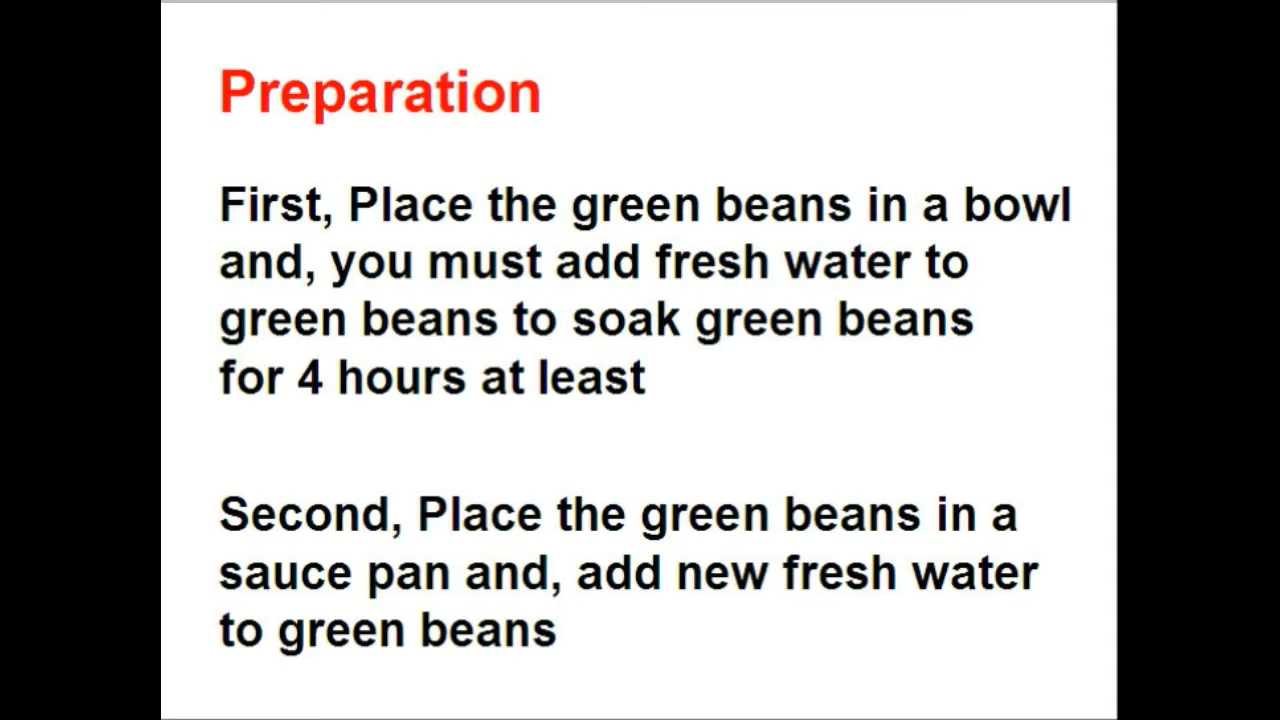 Preparation
First, Place the green beans in a bowl
and, you must add fresh water to
green beans to soak green beans
for 4 hours at least
Second, Place the green beans in a
sauce pan and, add new fresh water
to green beans